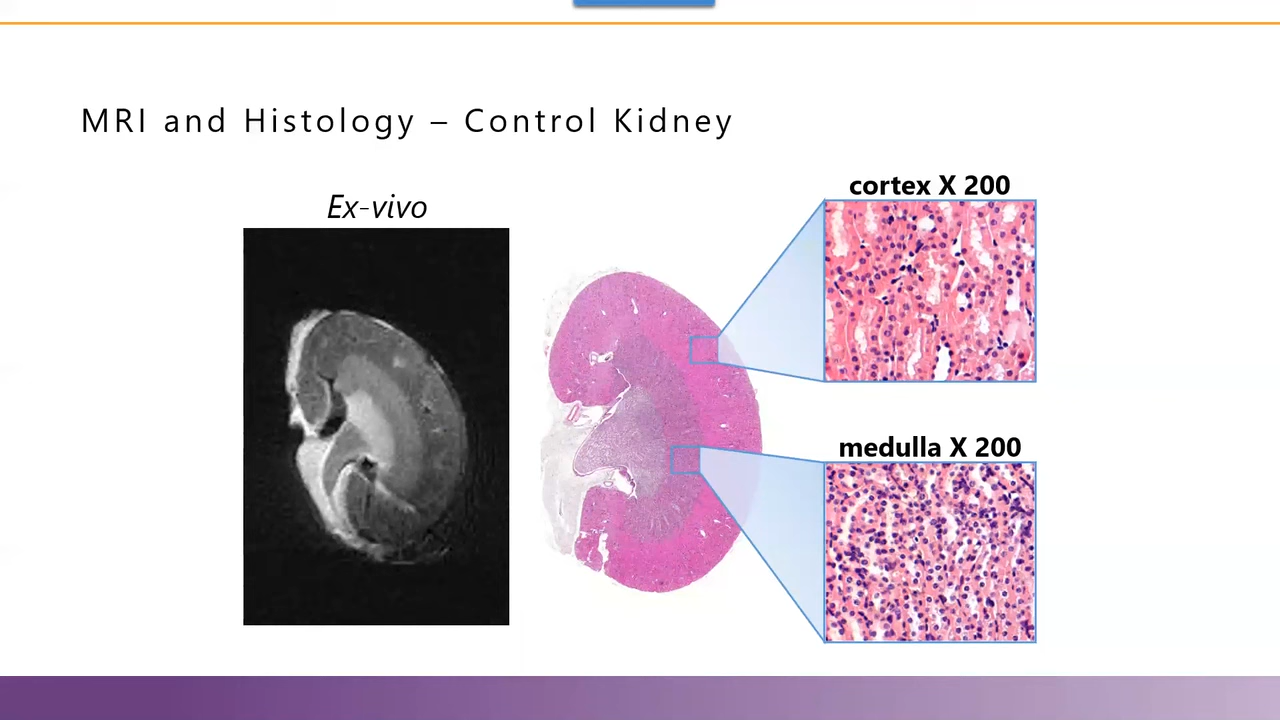 MRI and Histology – Control Kidney
Ex-vivo
cortex X 200
medulla X 200